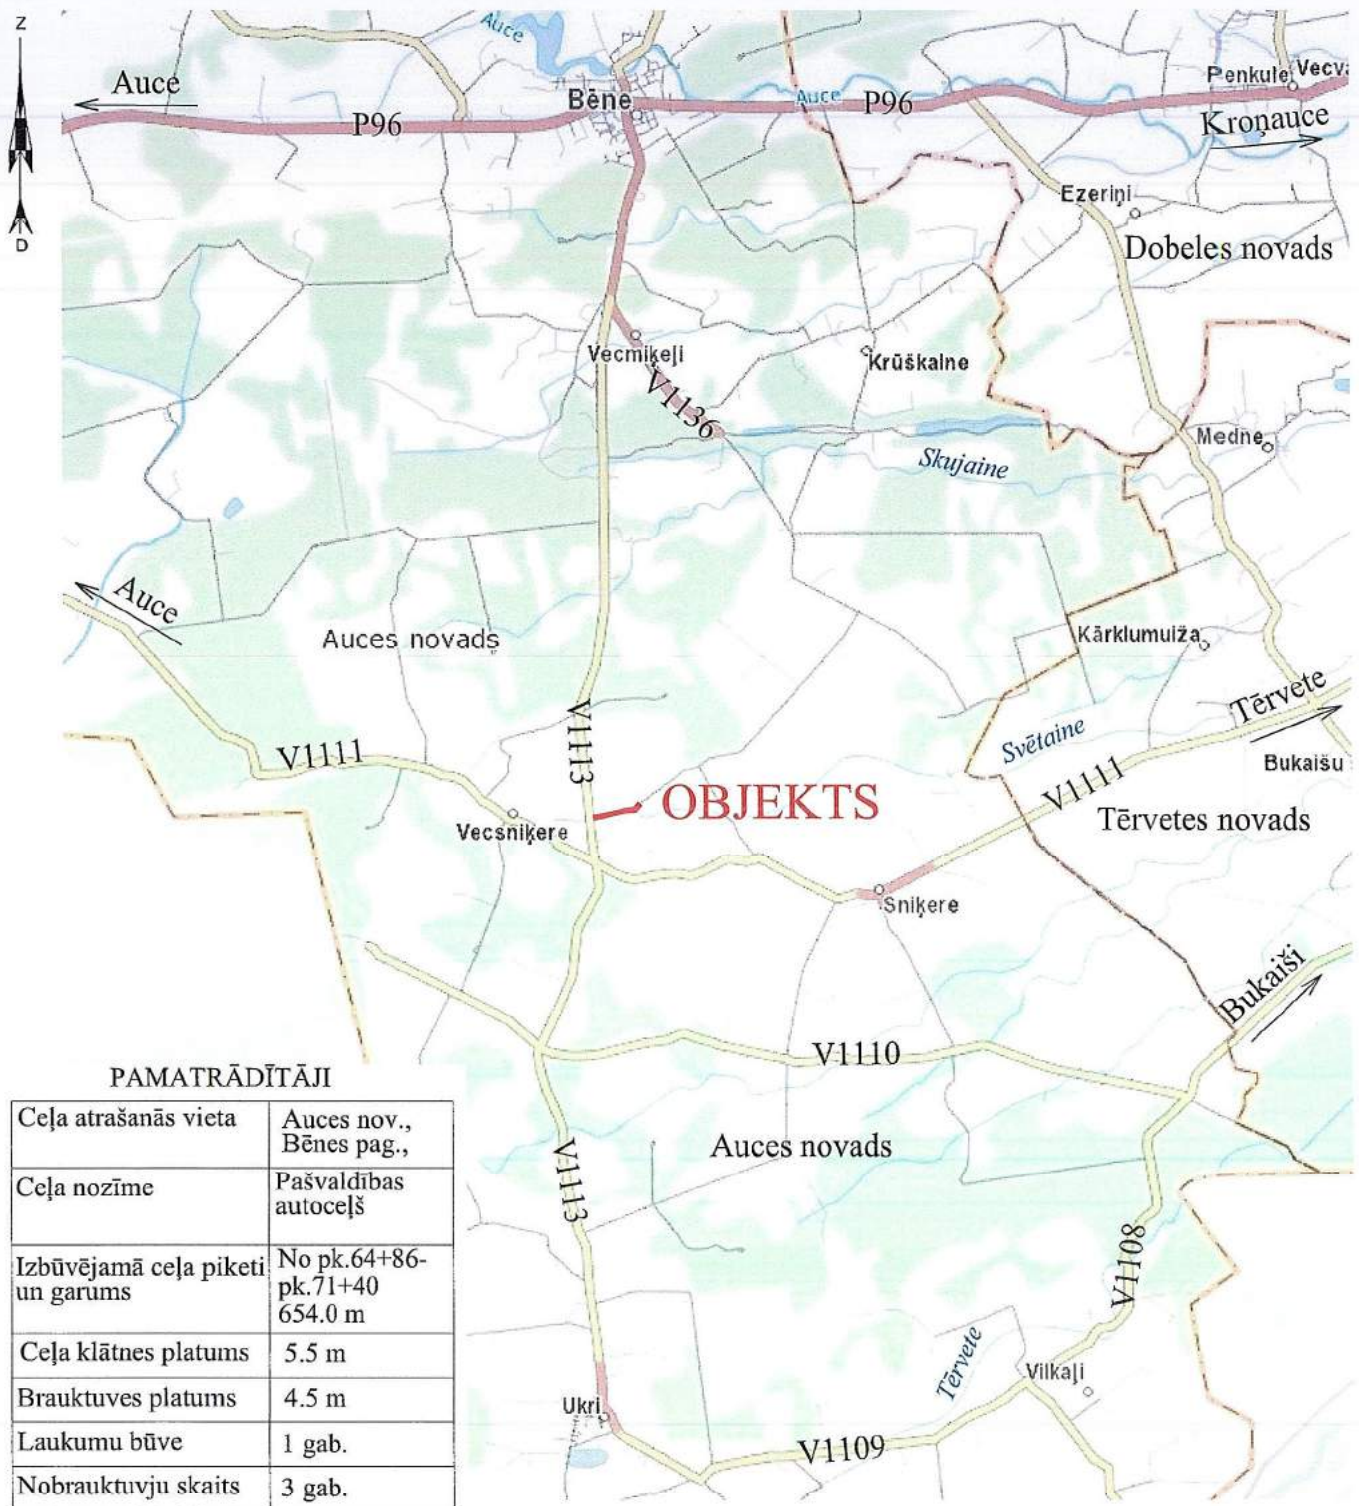 Z
D
Auce
Auce
P96
Bēne
Auce
P96
Penkule
Kroņauce
Ezeriņi
Dobeles novads
Vecmiķeļi
V1136
Krūškalne
Skujaine
Medne
Auce
Auces novads
Kārklumuiža
Tērvete
Svētaine
V1111
V1113
Bukaišu
V1111
OBJEKTS
Tērvetes novads
Vecsniķere
Sniķere
Bukaiši
V1110
Auces novads
V1113
V1108
Tērvete
Vilkaļi
Ukri
V1109
PAMATRĀDĪTĀJI
Ceļa atrašanās vieta Auces nov.,
Bēnes pag.,
Ceļa nozīme Pašvaldības
autoceļš
Izbūvējamā ceļa piketi No pk.64+86-
un garums pk.71+40
654.0 m
Ceļa klātnes platums 5.5 m
Brauktuves platums 4.5 m
Laukumu būve 1 gab.
Nobrauktuvju skaits 3 gab.